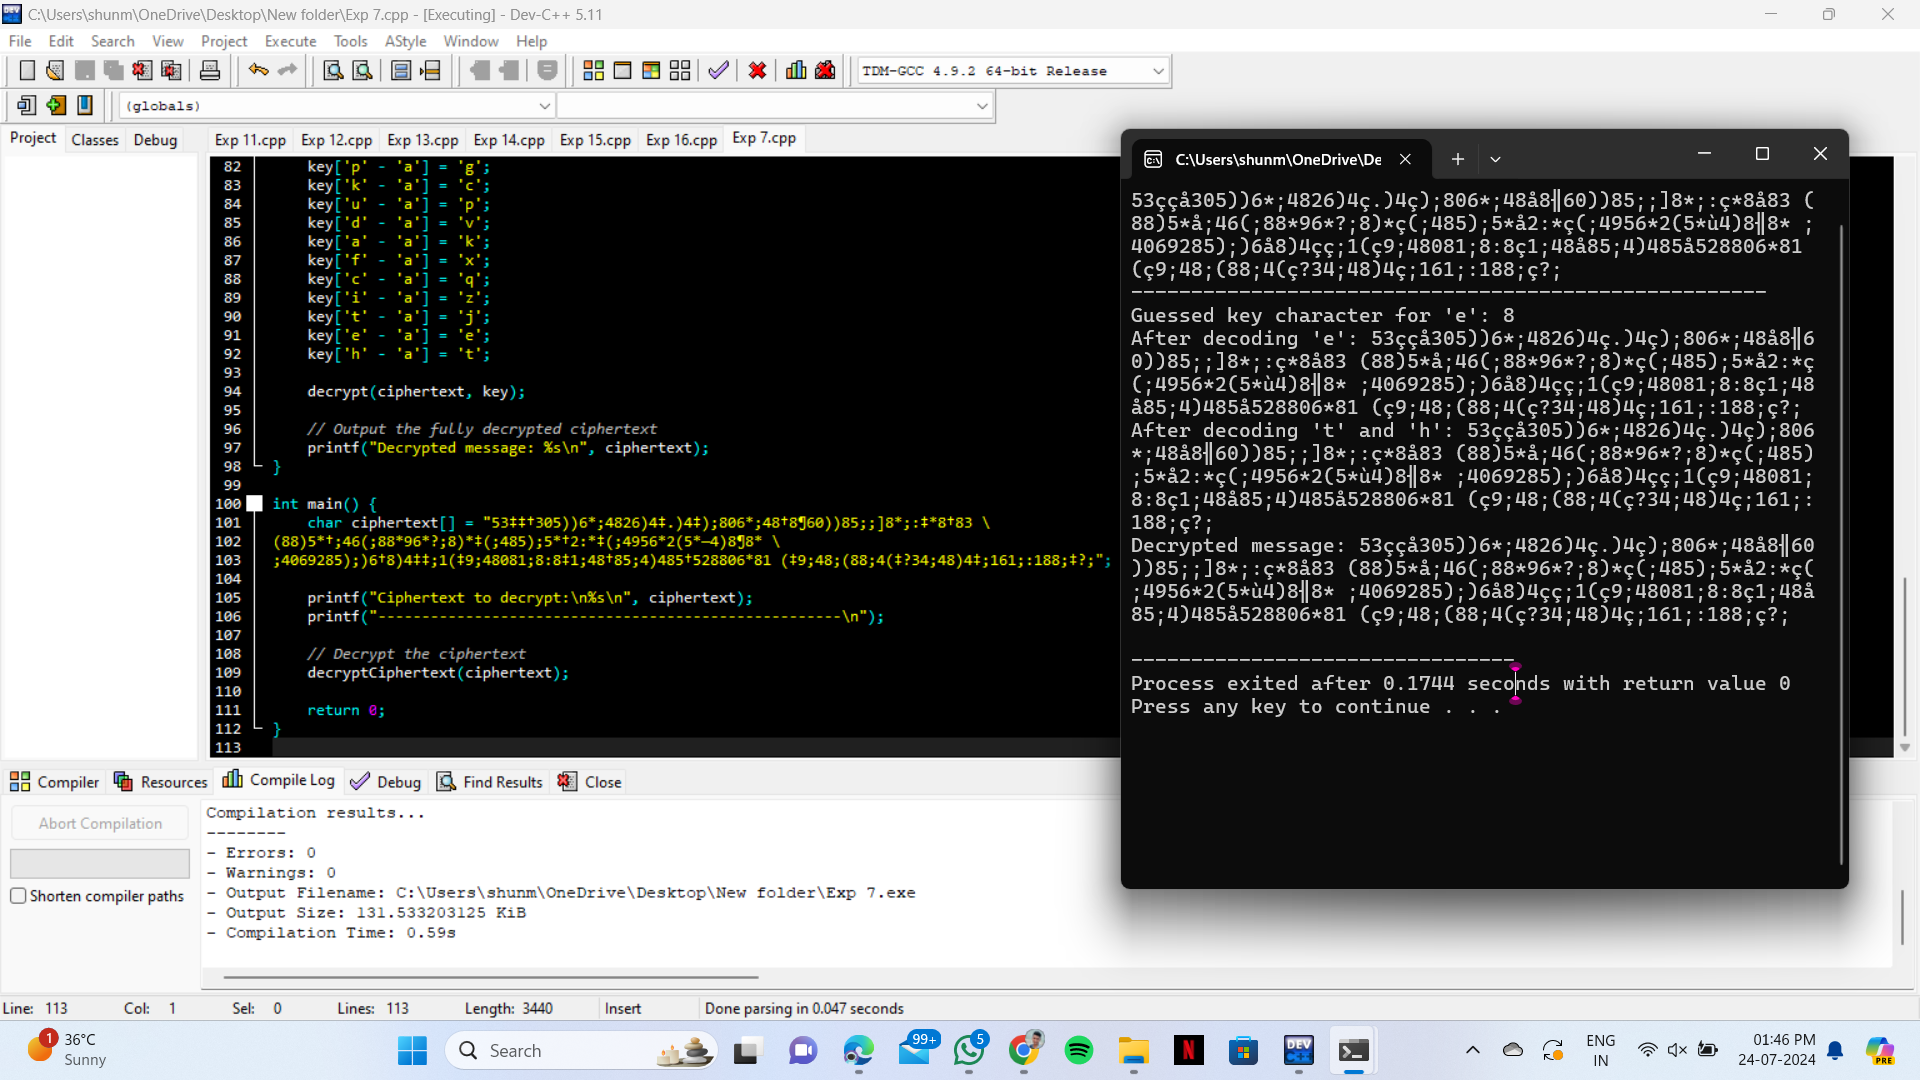 C:\Users\shunm\OneDrive\Desktop\New folder\Exp 7.cpp - [Executing] - Dev-C++ 5.11
File Edit Search View Project Execute Tools AStyle Window Help
TDM-GCC 4.9.2 64-bit Release
(globals)
Project Classes Debug
Exp 11.cpp Exp 12.cpp Exp 13.cpp Exp 14.cpp Exp 15.cpp Exp 16.cpp Exp 7.cpp
82 key['p' - 'a'] = 'g';
83 key['k' - 'a'] = 'c';
84 key['u' - 'a'] = 'p';
85 key['d' - 'a'] = 'v';
86 key['a' - 'a'] = 'k';
87 key['f' - 'a'] = 'x';
88 key['c' - 'a'] = 'q';
89 key['i' - 'a'] = 'z';
90 key['t' - 'a'] = 'j';
91 key['e' - 'a'] = 'e';
92 key['h' - 'a'] = 't';
93
94 decrypt(ciphertext, key);
95
96 // Output the fully decrypted ciphertext
97 printf("Decrypted message: %s\n", ciphertext);
98 }
99
100 int main() {
101 char ciphertext[] = "53‡‡†305))6*;4826)4‡.)4‡);806*;48†8¶60))85;;]8*;:‡*8†83 \
102 (88)5*†;46(;88*96*?;8)*‡(;485);5*†2:*‡(;4956*2(5*—4)8¶8* \
103 ;4069285);)6†8)4‡‡;1(‡9;48081;8:8‡1;48†85;4)485†528806*81 (‡9;48;(88;4(‡?34;48)4‡;161;:188;‡?;";
104
105 printf("Ciphertext to decrypt:\n%s\n", ciphertext);
106 printf("-----------------------------------------------------\n");
107
108 // Decrypt the ciphertext
109 decryptCiphertext(ciphertext);
110
111 return 0;
112 }
113
C:\Users\shunm\OneDrive\De
53ççå305))6*;4826)4ç.)4ç);806*;48å8╢60))85;;]8*;:ç*8å83 (
88)5*å;46(;88*96*?;8)*ç(;485);5*å2:*ç(;4956*2(5*ù4)8╢8* ;
4069285);)6å8)4çç;1(ç9;48081;8:8ç1;48å85;4)485å528806*81
(ç9;48;(88;4(ç?34;48)4ç;161;:188;ç?;
-----------------------------------------------------
Guessed key character for 'e': 8
After decoding 'e': 53ççå305))6*;4826)4ç.)4ç);806*;48å8╢6
0))85;;]8*;:ç*8å83 (88)5*å;46(;88*96*?;8)*ç(;485);5*å2:*ç
(;4956*2(5*ù4)8╢8* ;4069285);)6å8)4çç;1(ç9;48081;8:8ç1;48
å85;4)485å528806*81 (ç9;48;(88;4(ç?34;48)4ç;161;:188;ç?;
After decoding 't' and 'h': 53ççå305))6*;4826)4ç.)4ç);806
*;48å8╢60))85;;]8*;:ç*8å83 (88)5*å;46(;88*96*?;8)*ç(;485)
;5*å2:*ç(;4956*2(5*ù4)8╢8* ;4069285);)6å8)4çç;1(ç9;48081;
8:8ç1;48å85;4)485å528806*81 (ç9;48;(88;4(ç?34;48)4ç;161;:
188;ç?;
Decrypted message: 53ççå305))6*;4826)4ç.)4ç);806*;48å8╢60
))85;;]8*;:ç*8å83 (88)5*å;46(;88*96*?;8)*ç(;485);5*å2:*ç(
;4956*2(5*ù4)8╢8* ;4069285);)6å8)4çç;1(ç9;48081;8:8ç1;48å
85;4)485å528806*81 (ç9;48;(88;4(ç?34;48)4ç;161;:188;ç?;
--------------------------------
Process exited after 0.1744 seconds with return value 0
Press any key to continue . . .
Compiler Resources Compile Log Debug Find Results Close
Abort Compilation
Shorten compiler paths
Compilation results...
--------
- Errors: 0
- Warnings: 0
- Output Filename: C:\Users\shunm\OneDrive\Desktop\New folder\Exp 7.exe
- Output Size: 131.533203125 KiB
- Compilation Time: 0.59s
Line: 113 Col: 1 Sel: 0 Lines: 113 Length: 3440 Insert Done parsing in 0.047 seconds
1
36°C
Sunny
Search
99+
5
N
DEV
C++
ENG
IN
01:46 PM
24-07-2024
PRE